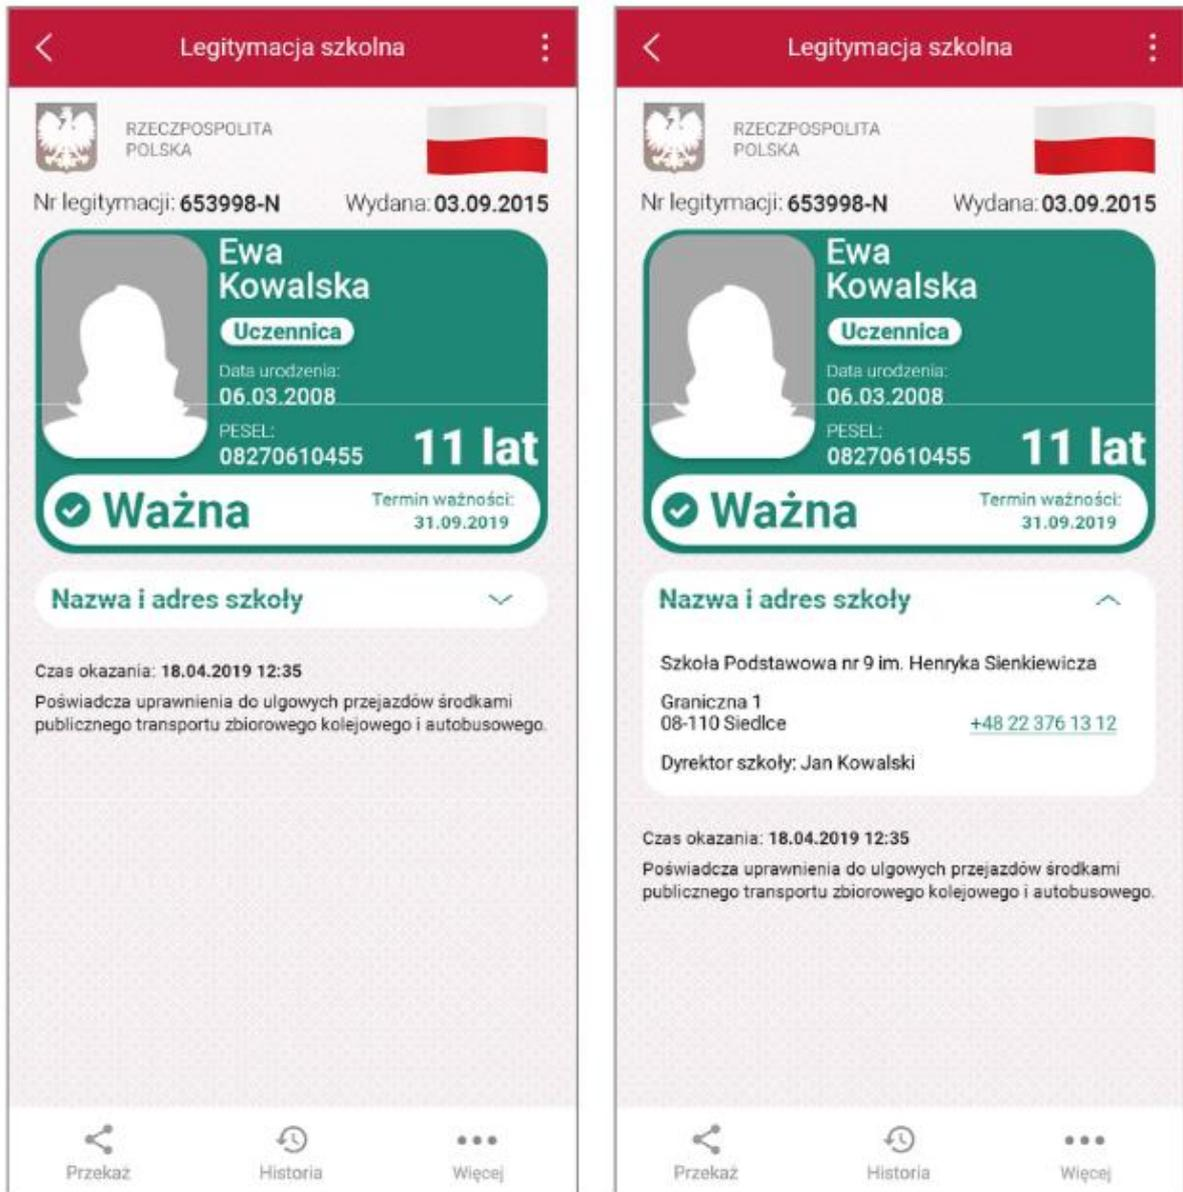 Legitymacja szkolna
RZECZPOSPOLITA
POLSKA
Nr legitymacji: 653998-N Wydana: 03.09.2015
Ewa
Kowalska
Uczennica
Data urodzenia:
06.03.2008
PESEL:
08270610455
11 lat
Ważna
Termin ważności:
31.09.2019
Nazwa i adres szkoły
Czas okazania: 18.04.2019 12:35
Poświadcza uprawnienia do ulgowych przejazdów środkami
publicznego transportu zbiorowego kolejowego i autobusowego.
Przekaż Historia Więcej
Legitymacja szkolna
RZECZPOSPOLITA
POLSKA
Nr legitymacji: 653998-N Wydana: 03.09.2015
Ewa
Kowalska
Uczennica
Data urodzenia:
06.03.2008
PESEL:
08270610455
11 lat
Ważna
Termin ważności:
31.09.2019
Nazwa i adres szkoły
Szkoła Podstawowa nr 9 im. Henryka Sienkiewicza
Graniczna 1
08-110 Siedlce +48 22 376 13 12
Dyrektor szkoły: Jan Kowalski
Czas okazania: 18.04.2019 12:35
Poświadcza uprawnienia do ulgowych przejazdów środkami
publicznego transportu zbiorowego kolejowego i autobusowego.
Przekaż Historia Więcej